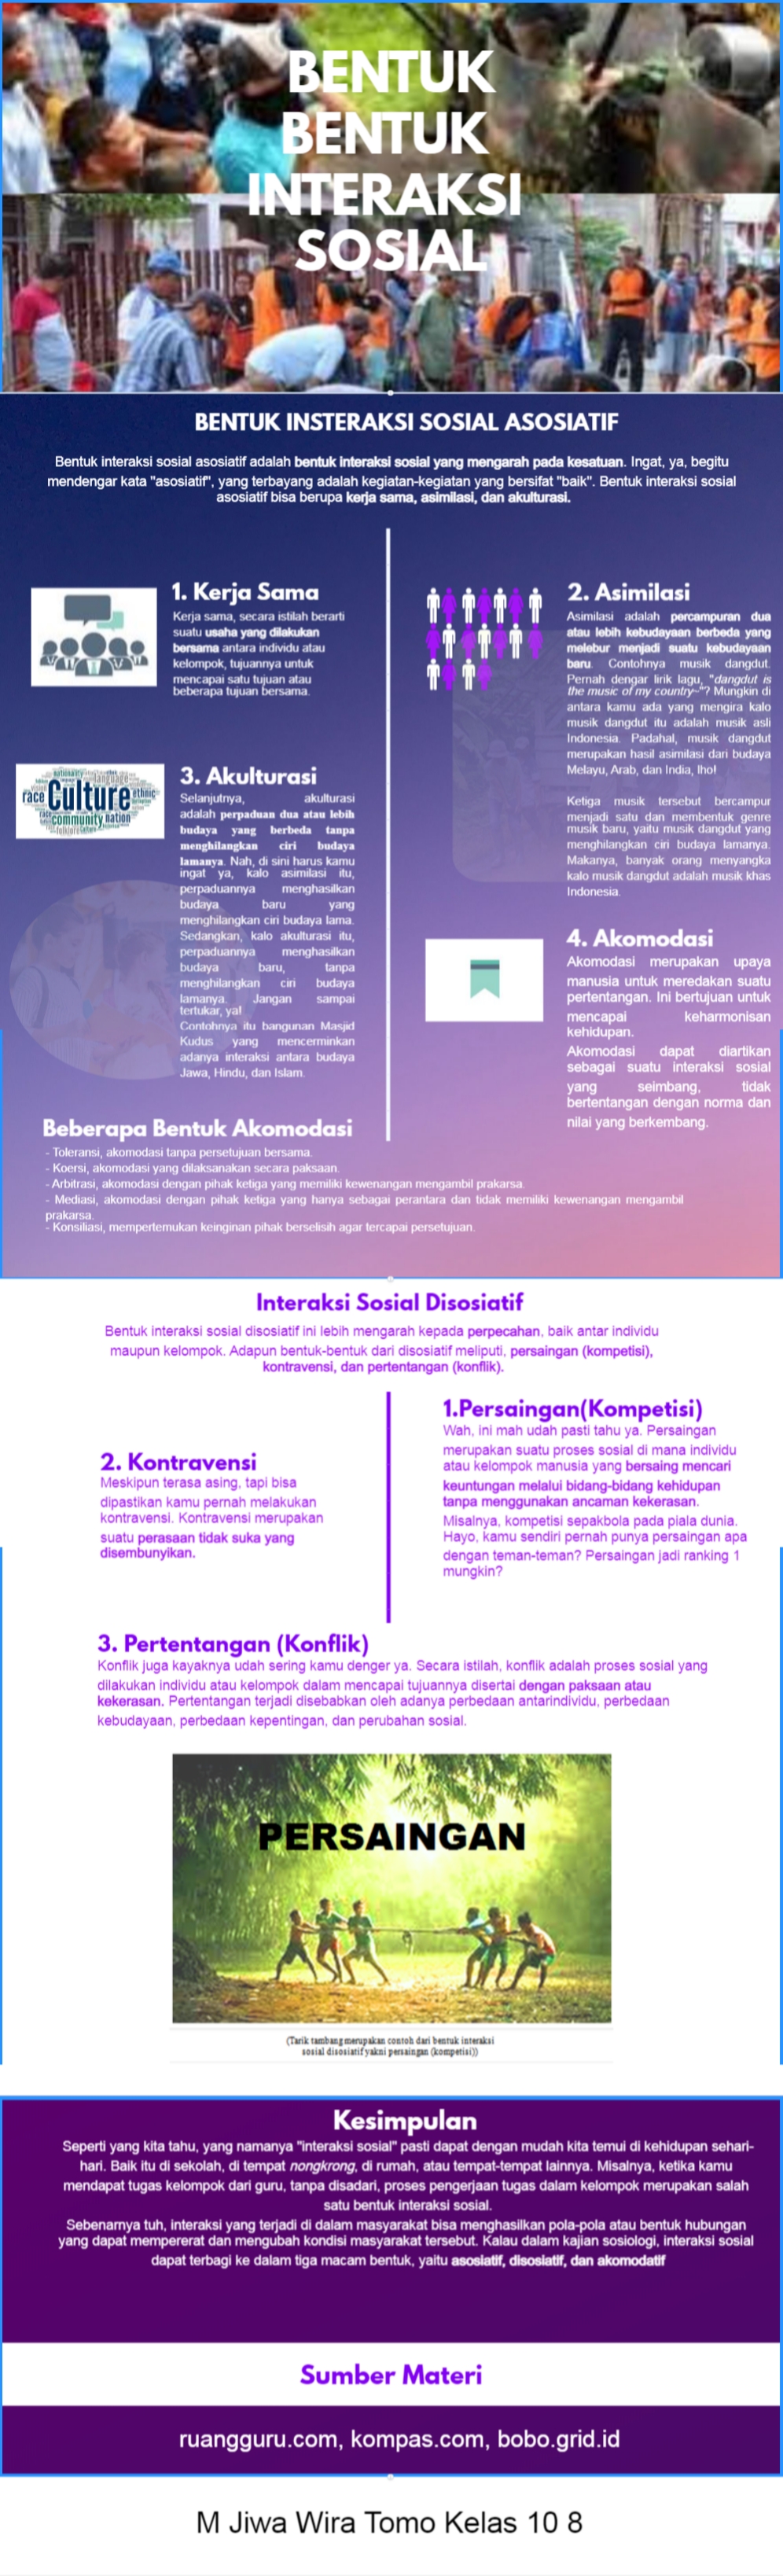 BENTUK
BENTUK
INTERAKSI
SOSIAL
BENTUK INSTERAKSI SOSIAL ASOSIATIF
Bentuk interaksi sosial asosiatif adalah bentuk interaksi sosial yang mengarah pada kesatuan. Ingat, ya, begitu
mendengar kata "asosiatif", yang terbayang adalah kegiatan-kegiatan yang bersifat "baik". Bentuk interaksi sosial
asosiatif bisa berupa kerja sama, asimilasi, dan akulturasi.
1. Kerja Sama
Kerja sama, secara istilah berarti
suatu usaha yang dilakukan
bersama antara individu atau
kelompok, tujuannya untuk
mencapai satu tujuan atau
beberapa tujuan bersama.
2. Asimilasi
Asimilasi adalah percampuran dua
atau lebih kebudayaan berbeda yang
melebur menjadi suatu kebudayaan
baru. Contohnya musik dangdut.
Pernah dengar lirik lagu, "dangdut is
the music of my country~"? Mungkin di
antara kamu ada yang mengira kalo
musik dangdut itu adalah musik asli
Indonesia. Padahal, musik dangdut
merupakan hasil asimilasi dari budaya
Melayu, Arab, dan India, lho!
Ketiga musik tersebut bercampur
menjadi satu dan membentuk genre
musik baru, yaitu musik dangdut yang
menghilangkan ciri budaya lamanya.
Makanya, banyak orang menyangka
kalo musik dangdut adalah musik khas
Indonesia.
nationality
language
race Culture ethnic
community nation
folklore
3. Akulturasi
Selanjutnya, akulturasi
adalah perpaduan dua atau lebih
budaya yang berbeda tanpa
menghilangkan ciri budaya
lamanya. Nah, di sini harus kamu
ingat ya, kalo asimilasi itu,
perpaduannya menghasilkan
budaya baru yang
menghilangkan ciri budaya lama.
Sedangkan, kalo akulturasi itu,
perpaduannya menghasilkan
budaya baru, tanpa
menghilangkan ciri budaya
lamanya. Jangan sampai
tertukar, ya!
Contohnya itu bangunan Masjid
Kudus yang mencerminkan
adanya interaksi antara budaya
Jawa, Hindu, dan Islam.
4. Akomodasi
Akomodasi merupakan upaya
manusia untuk meredakan suatu
pertentangan. Ini bertujuan untuk
mencapai keharmonisan
kehidupan.
Akomodasi dapat diartikan
sebagai suatu interaksi sosial
yang seimbang, tidak
bertentangan dengan norma dan
nilai yang berkembang.
Beberapa Bentuk Akomodasi
- Toleransi, akomodasi tanpa persetujuan bersama.
- Koersi, akomodasi yang dilaksanakan secara paksaan.
- Arbitrasi, akomodasi dengan pihak ketiga yang memiliki kewenangan mengambil prakarsa.
- Mediasi, akomodasi dengan pihak ketiga yang hanya sebagai perantara dan tidak memiliki kewenangan mengambil
prakarsa.
- Konsiliasi, mempertemukan keinginan pihak berselisih agar tercapai persetujuan.
Interaksi Sosial Disosiatif
Bentuk interaksi sosial disosiatif ini lebih mengarah kepada perpecahan, baik antar individu
maupun kelompok. Adapun bentuk-bentuk dari disosiatif meliputi, persaingan (kompetisi),
kontravensi, dan pertentangan (konflik).
1.Persaingan(Kompetisi)
Wah, ini mah udah pasti tahu ya. Persaingan
merupakan suatu proses sosial di mana individu
atau kelompok manusia yang bersaing mencari
keuntungan melalui bidang-bidang kehidupan
tanpa menggunakan ancaman kekerasan.
Misalnya, kompetisi sepakbola pada piala dunia.
Hayo, kamu sendiri pernah punya persaingan apa
dengan teman-teman? Persaingan jadi ranking 1
mungkin?
2. Kontravensi
Meskipun terasa asing, tapi bisa
dipastikan kamu pernah melakukan
kontravensi. Kontravensi merupakan
suatu perasaan tidak suka yang
disembunyikan.
3. Pertentangan (Konflik)
Konflik juga kayaknya udah sering kamu denger ya. Secara istilah, konflik adalah proses sosial yang
dilakukan individu atau kelompok dalam mencapai tujuannya disertai dengan paksaan atau
kekerasan. Pertentangan terjadi disebabkan oleh adanya perbedaan antarindividu, perbedaan
kebudayaan, perbedaan kepentingan, dan perubahan sosial.
PERSAINGAN
(Tarik tambang merupakan contoh dari bentuk interaksi
sosial disosiatif yakni persaingan (kompetisi))
Kesimpulan
Seperti yang kita tahu, yang namanya "interaksi sosial" pasti dapat dengan mudah kita temui di kehidupan sehari-
hari. Baik itu di sekolah, di tempat nongkrong, di rumah, atau tempat-tempat lainnya. Misalnya, ketika kamu
mendapat tugas kelompok dari guru, tanpa disadari, proses pengerjaan tugas dalam kelompok merupakan salah
satu bentuk interaksi sosial.
Sebenarnya tuh, interaksi yang terjadi di dalam masyarakat bisa menghasilkan pola-pola atau bentuk hubungan
yang dapat mempererat dan mengubah kondisi masyarakat tersebut. Kalau dalam kajian sosiologi, interaksi sosial
dapat terbagi ke dalam tiga macam bentuk, yaitu asosiatif, disosiatif, dan akomodatif
Sumber Materi
ruangguru.com, kompas.com, bobo.grid.id
M Jiwa Wira Tomo Kelas 10 8